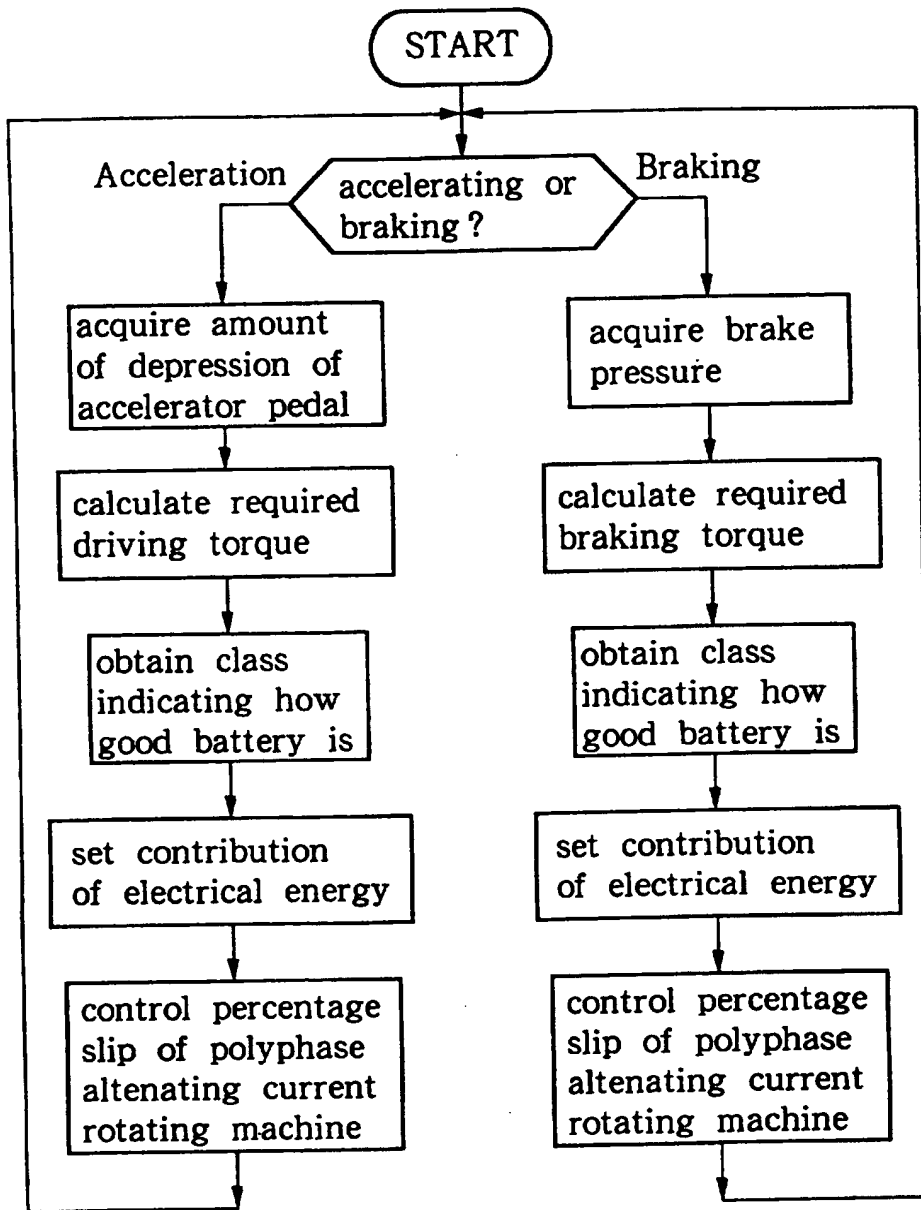 START
Acceleration
Braking
accelerating or
braking ?
acquire amount
of depression of
accelerator pedal
calculate required
driving torque
obtain class
indicating how
good battery is
set contribution
of electrical energy
control percentage
slip of polyphase
altenating current
rotating machine
acquire brake
pressure
calculate required
braking torque
obtain class
indicating how
good battery is
set contribution
of electrical energy
control percentage
slip of polyphase
altenating current
rotating machine